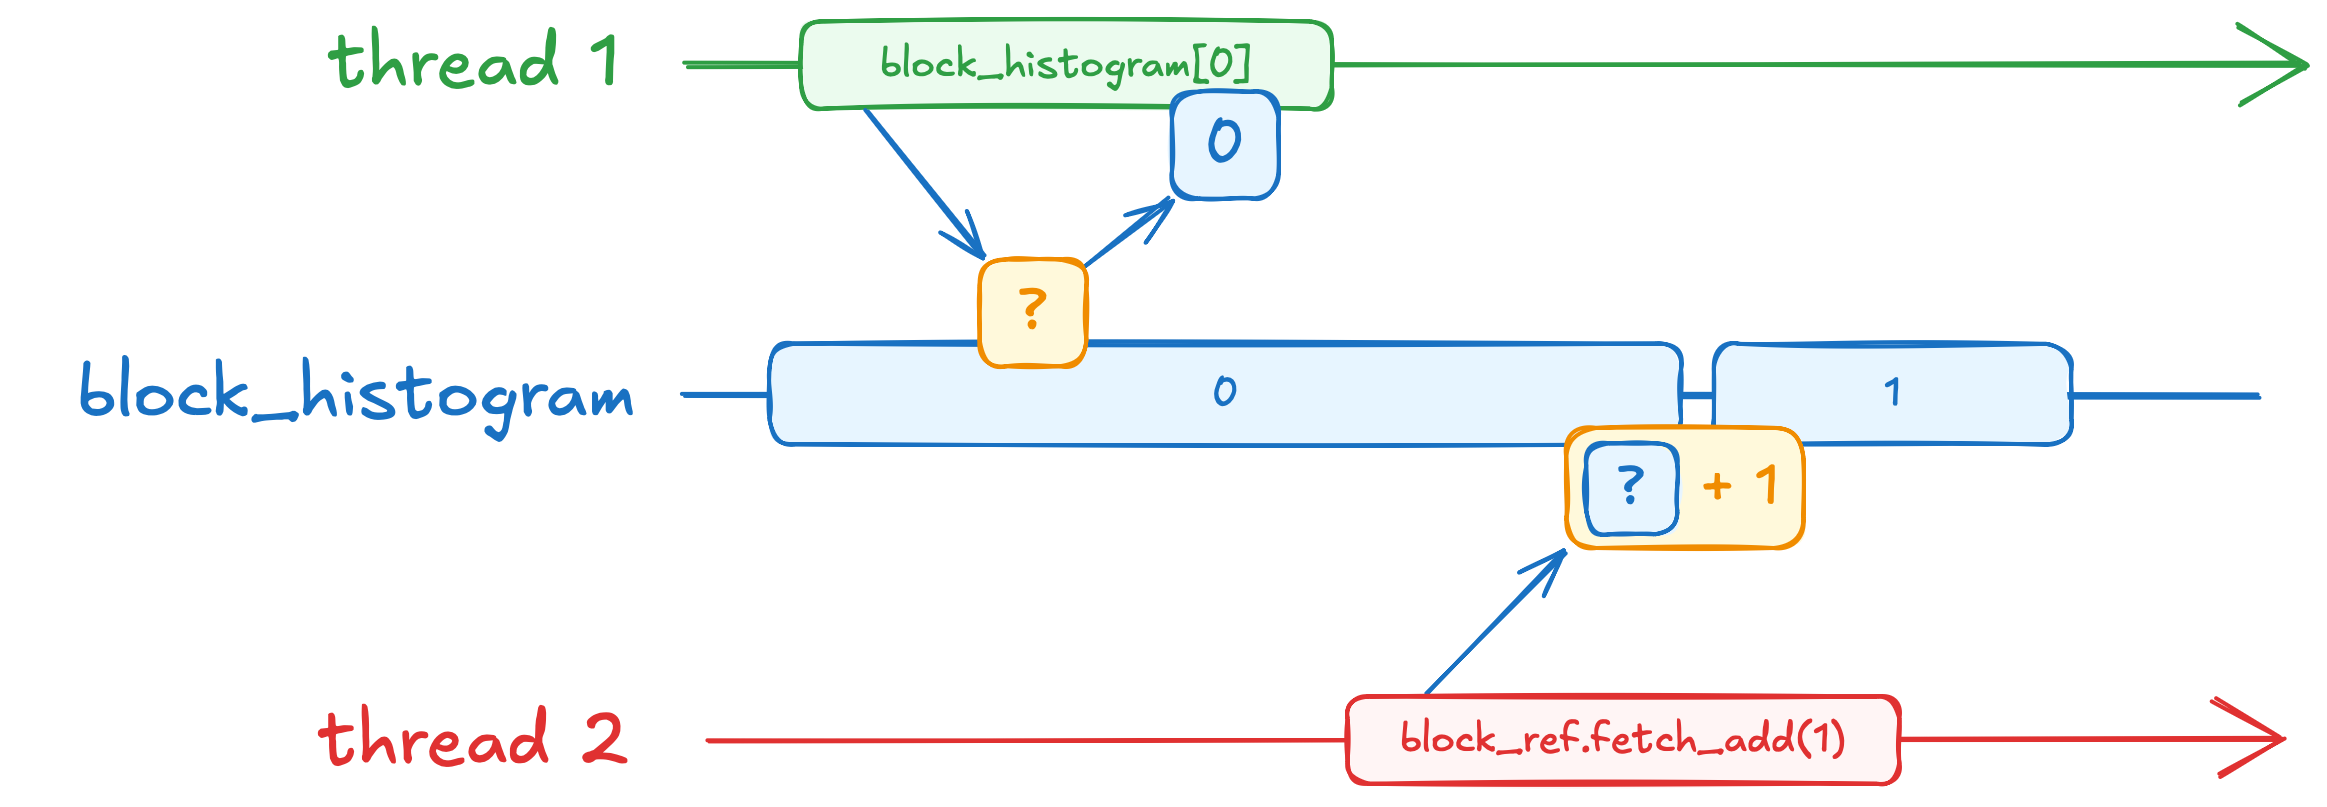 thread 1
block_histogram[0]
0
?
block_histogram
0
1
? + 1
thread 2
block_ref.fetch_add(1)